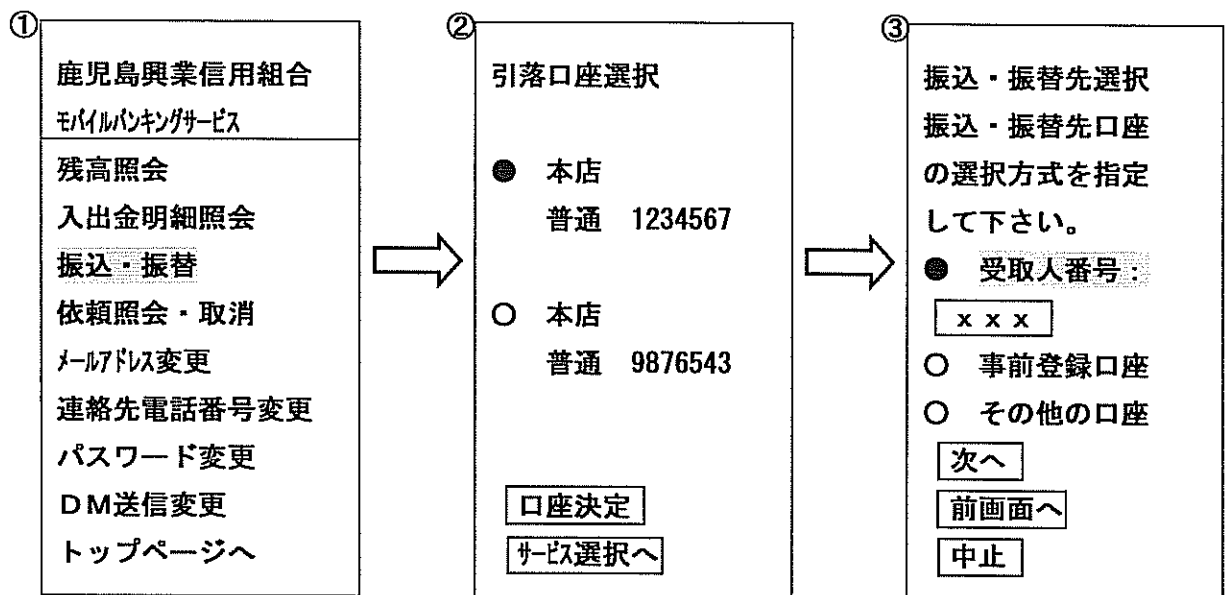 ①
鹿児島興業信用組合
モバイルバンキングサービス
残高照会
入出金明細照会
振込・振替
依頼照会・取消
メールアドレス変更
連絡先電話番号変更
パスワード変更
DM送信変更
トップページへ
②
引落口座選択
● 本店
普通 1234567
○ 本店
普通 9876543
口座決定
サービス選択へ
③
振込・振替先選択
振込・振替先口座
の選択方式を指定
して下さい。
● 受取人番号:
xxx
○ 事前登録口座
○ その他の口座
次へ
前画面へ
中止